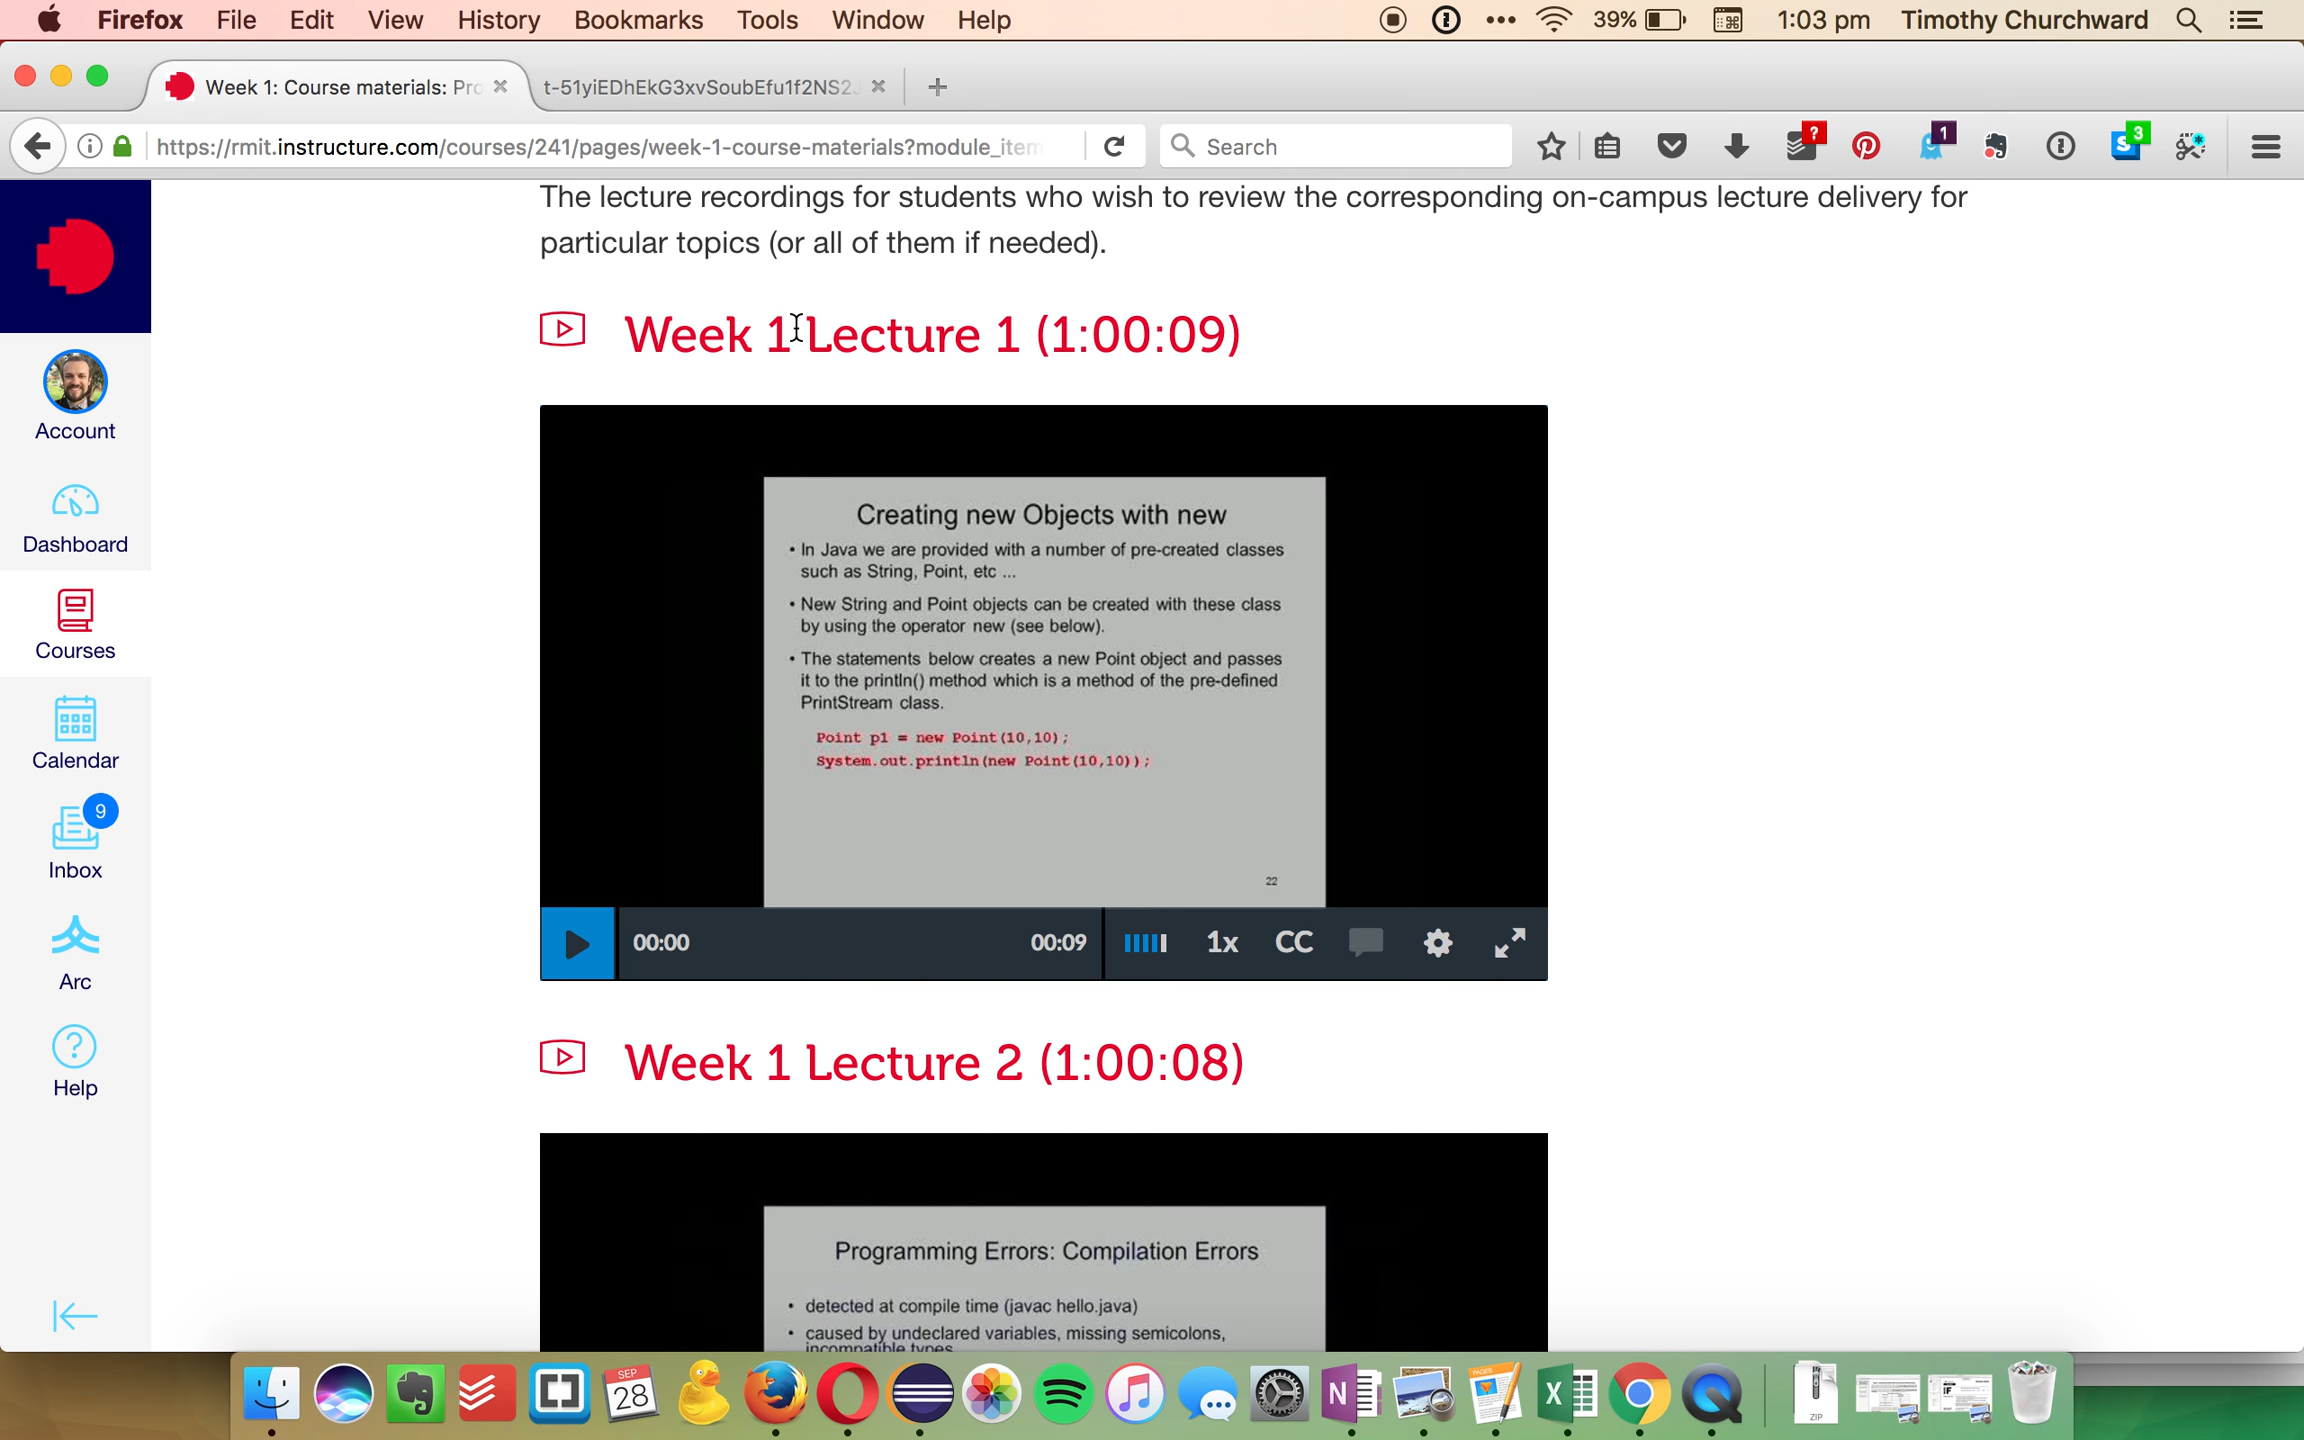 Firefox File Edit View History Bookmarks Tools Window Help 39% 1:03 pm Timothy Churchward
Week 1: Course materials: Pro
t-51yiEDhEkG3xvSoubEfu1f2NS2J
https://rmit.instructure.com/courses/241/pages/week-1-course-materials?module_item
Search
?
1
3
The lecture recordings for students who wish to review the corresponding on-campus lecture delivery for
particular topics (or all of them if needed).
Week 1 Lecture 1 (1:00:09)
Account
Dashboard
Courses
Calendar
9
Inbox
Arc
Help
Creating new Objects with new
• In Java we are provided with a number of pre-created classes
such as String, Point, etc ...
• New String and Point objects can be created with these class
by using the operator new (see below).
• The statements below creates a new Point object and passes
it to the println() method which is a method of the pre-defined
PrintStream class.
Point p1 = new Point(10,10);
System.out.println(new Point(10,10));
22
00:00 00:09 1x CC
Week 1 Lecture 2 (1:00:08)
Programming Errors: Compilation Errors
• detected at compile time (javac hello.java)
• caused by undeclared variables, missing semicolons,
incompatible types
SEP
28
N
X
ZIP